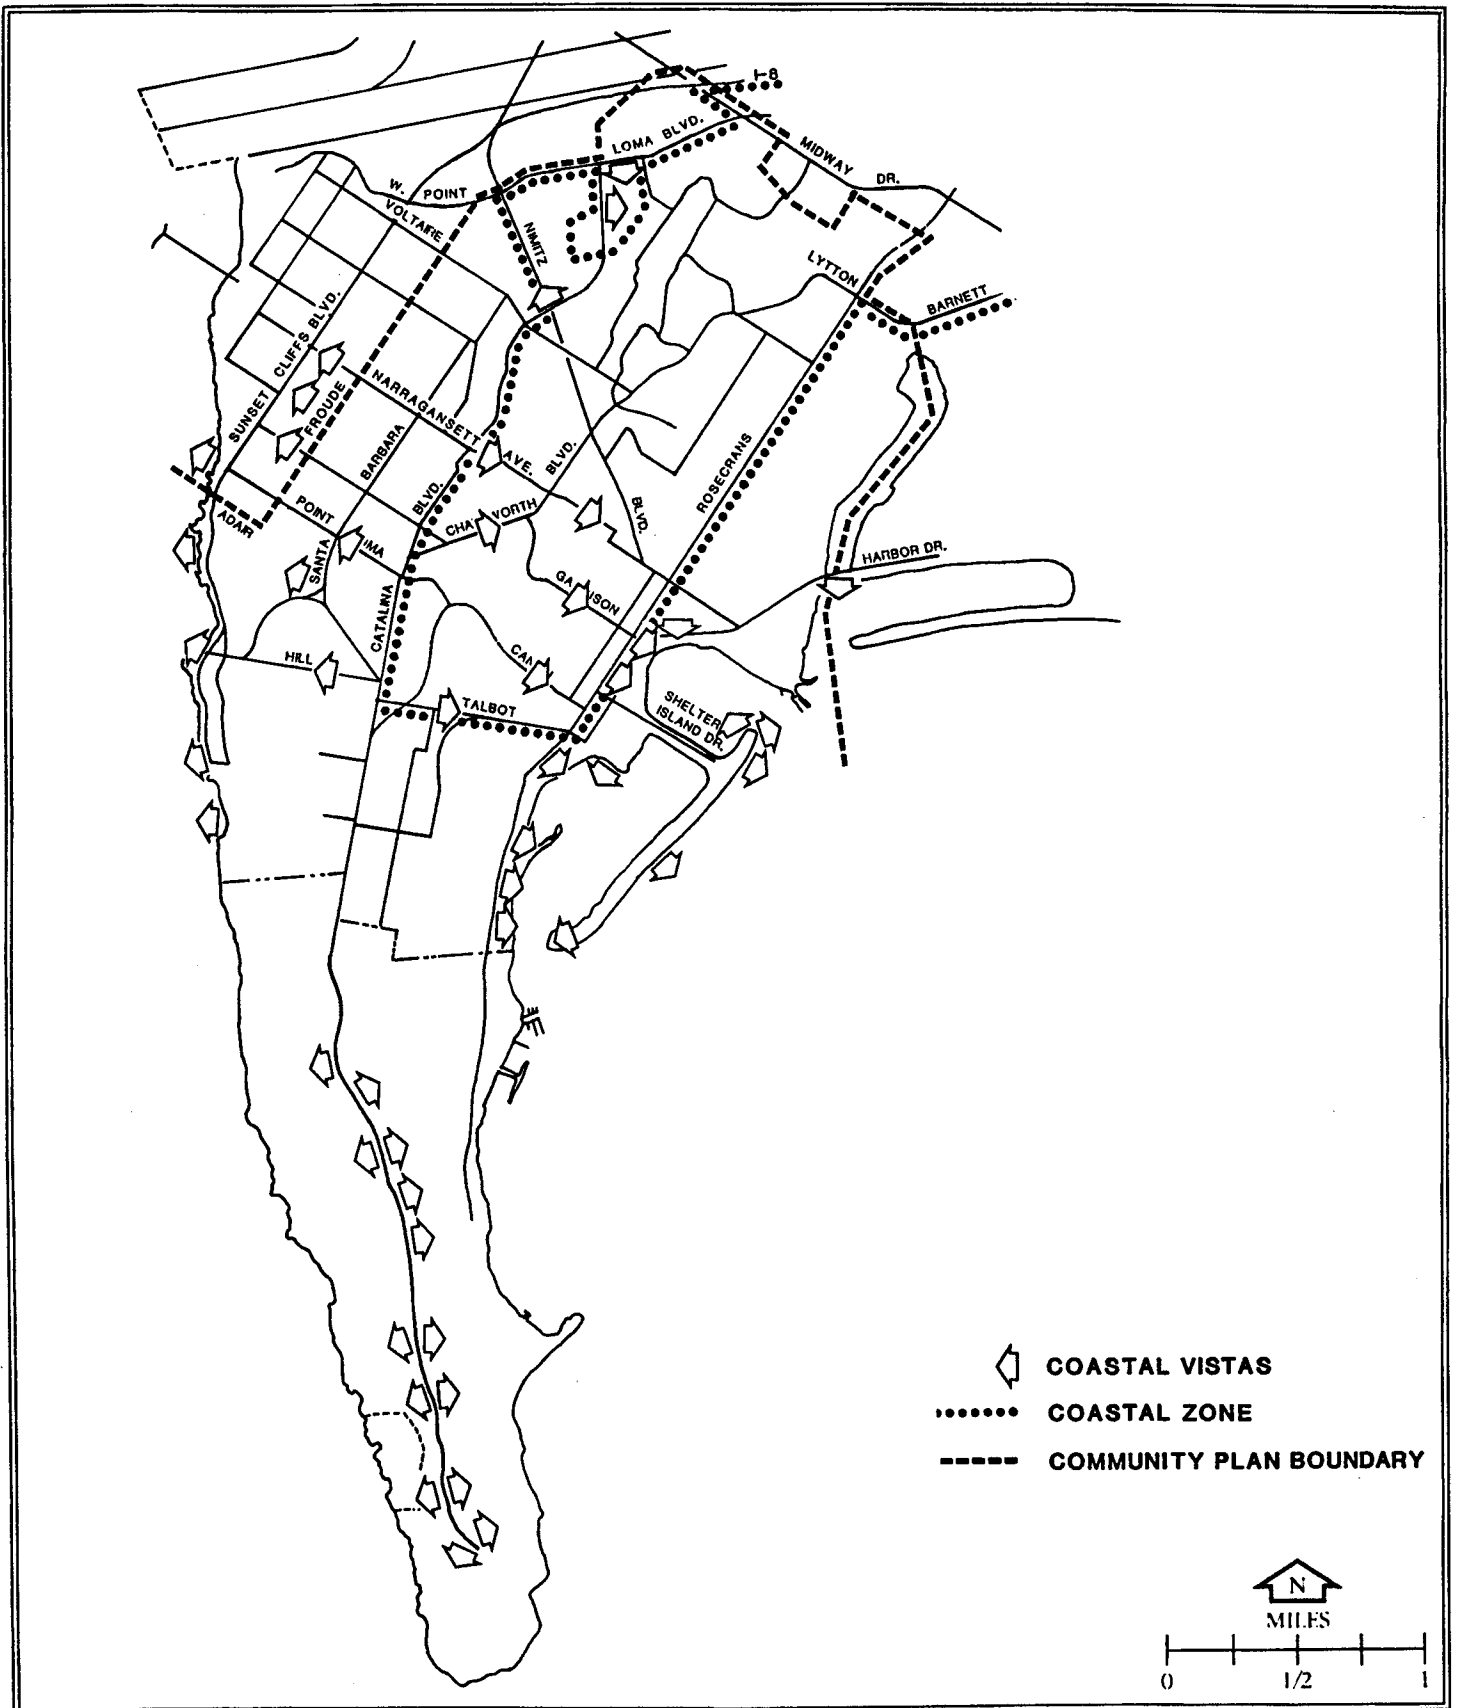 I-8
LOMA BLVD.
MIDWAY
DR.
W. POINT
VOLTAIRE
NIMITZ
LYTTON
BARNETT
SUNSET CLIFFS BLVD.
FROUDE
NARRAGANSETT
AVE.
BARBARA
BLVD.
BLVD.
ROSECRANS
ADAIR
POINT
SANTA
BLVD.
HARBOR DR.
CATALINA
HILL
TALBOT
SHELTER
ISLAND DR.
COASTAL VISTAS
COASTAL ZONE
COMMUNITY PLAN BOUNDARY
N
MILES
0 1/2 1